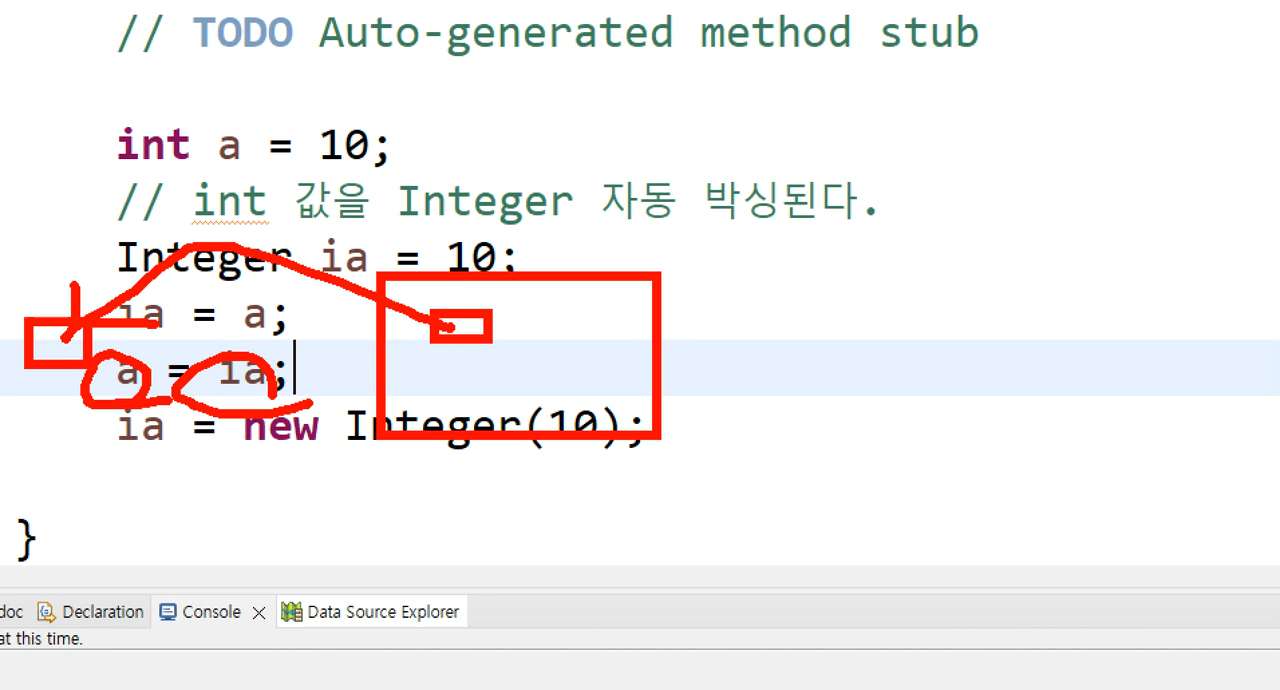 // TODO Auto-generated method stub
int a = 10;
// int 값을 Integer 자동 박싱된다.
Integer ia = 10;
ia = a;
a = ia;
ia = new Integer(10);
}
doc Declaration Console Data Source Explorer
at this time.